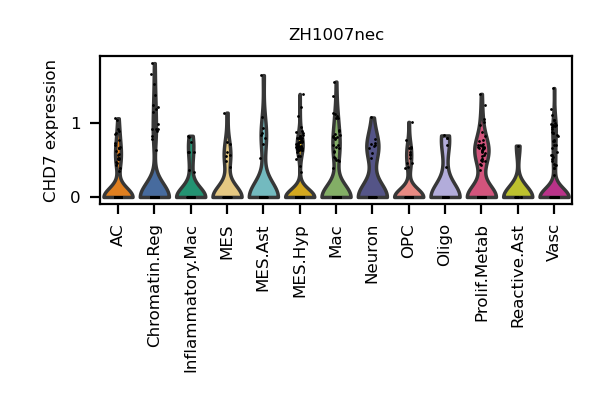 ZH1007nec
CHD7 expression
1
0
AC
Chromatin.Reg
Inflammatory.Mac
MES
MES.Ast
MES.Hyp
Mac
Neuron
OPC
Oligo
Prolif.Metab
Reactive.Ast
Vasc